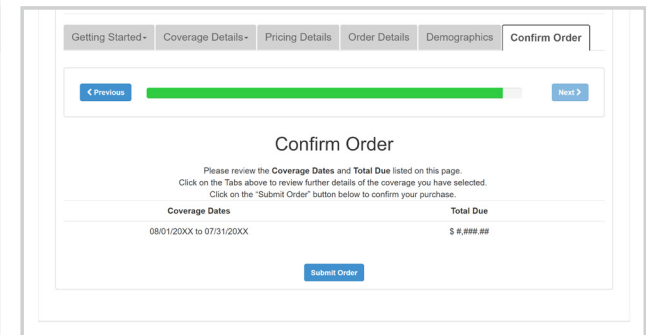 Getting Started Coverage Details Pricing Details Order Details Demographics Confirm Order
Previous Next
Confirm Order
Please review the Coverage Dates and Total Due listed on this page.
Click on the Tabs above to review further details of the coverage you have selected.
Click on the "Submit Order" button below to confirm your purchase.
Coverage Dates Total Due
08/01/20XX to 07/31/20XX $ #,###.##
Submit Order